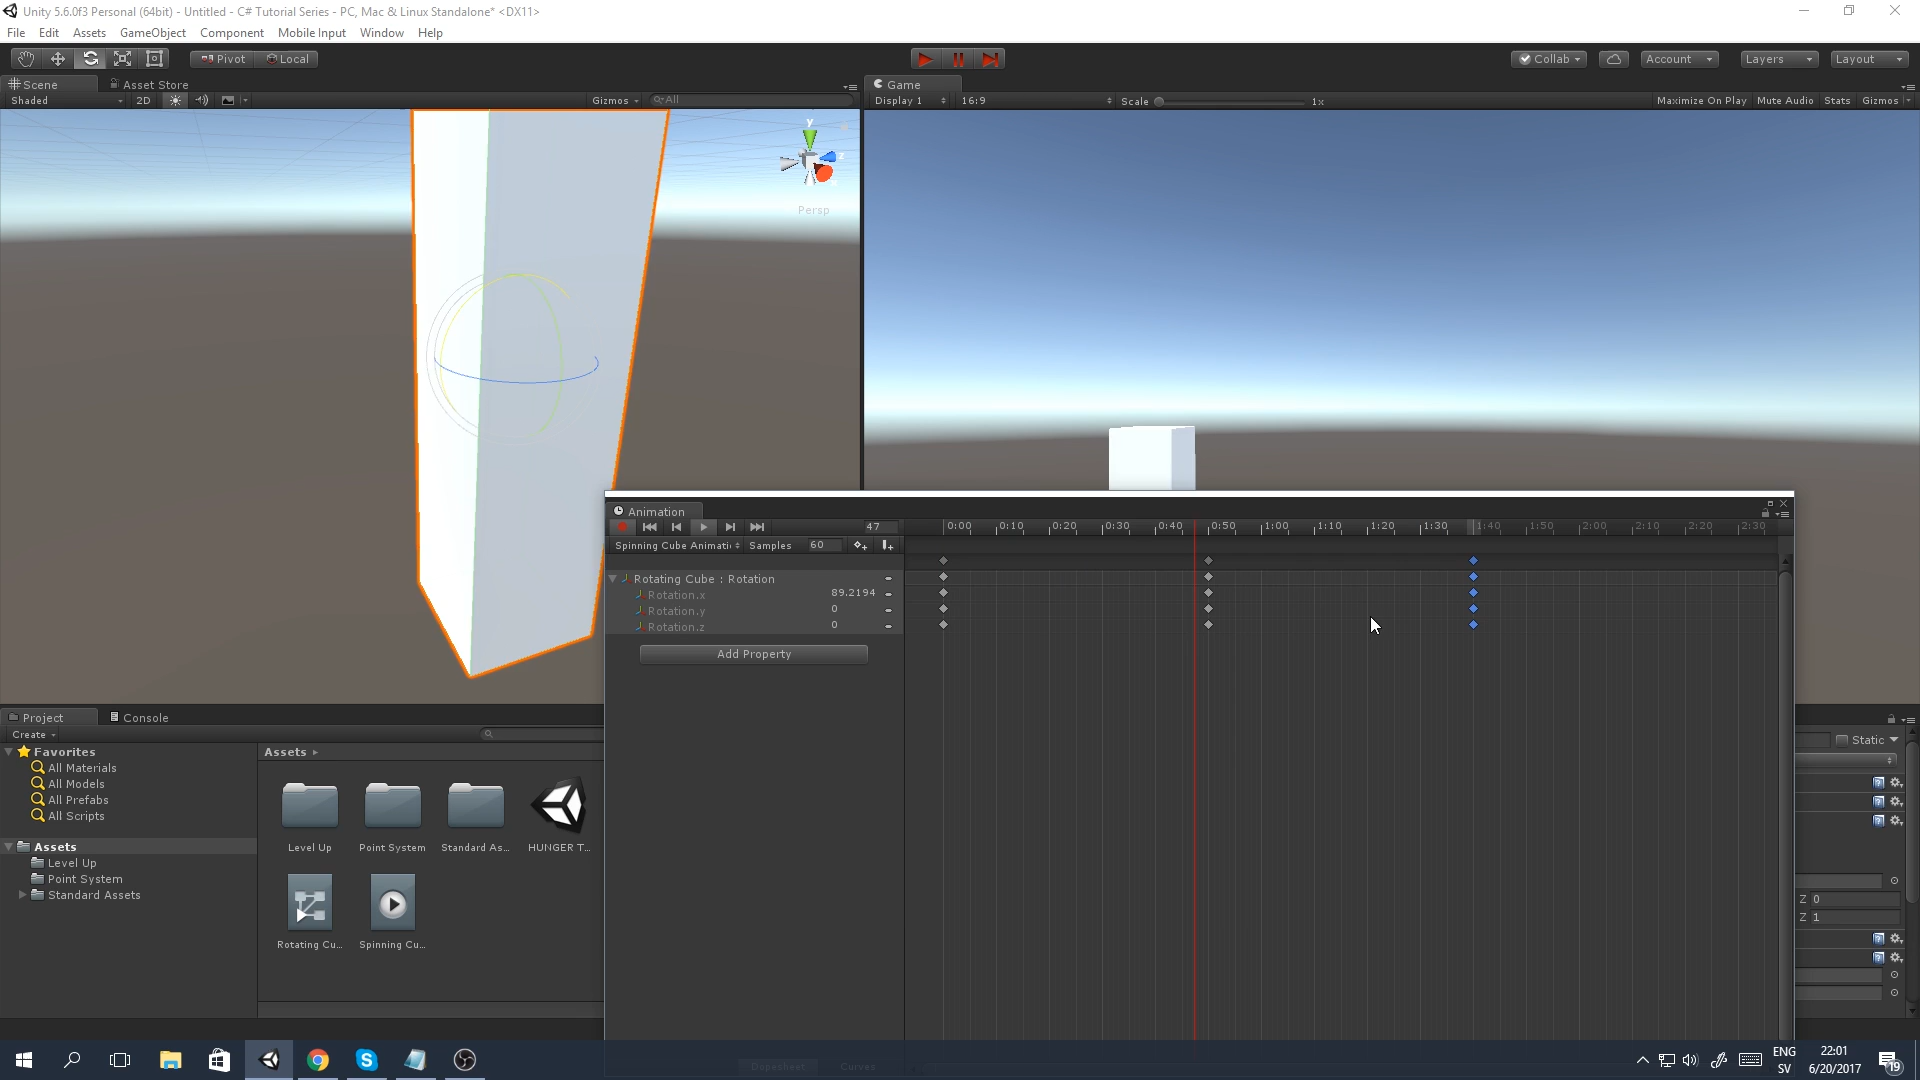 Unity 5.6.0f3 Personal (64bit) - Untitled - C# Tutorial Series - PC, Mac & Linux Standalone* <DX11>
File Edit Assets GameObject Component Mobile Input Window Help
Pivot Local Collab Account Layers Layout
Scene Asset Store Game
Shaded 2D Gizmos All Display 1 16:9 Scale 1x Maximize On Play Mute Audio Stats Gizmos
y
z
Persp
Animation
47 0:00 0:10 0:20 0:30 0:40 0:50 1:00 1:10 1:20 1:30 1:40 1:50 2:00 2:10 2:20 2:30
Spinning Cube Animati Samples 60
Rotating Cube : Rotation
Rotation.x 89.2194
Rotation.y 0
Rotation.z 0
Add Property
Project Console
Create
Static
Favorites
All Materials
All Models
All Prefabs
All Scripts
Assets
Level Up
Point System
Standard Assets
Assets
Level Up Point System Standard As... HUNGER T...
Rotating Cu... Spinning Cu...
Z 0
Z 1
Dopesheet Curves
ENG
SV
22:01
6/20/2017
19